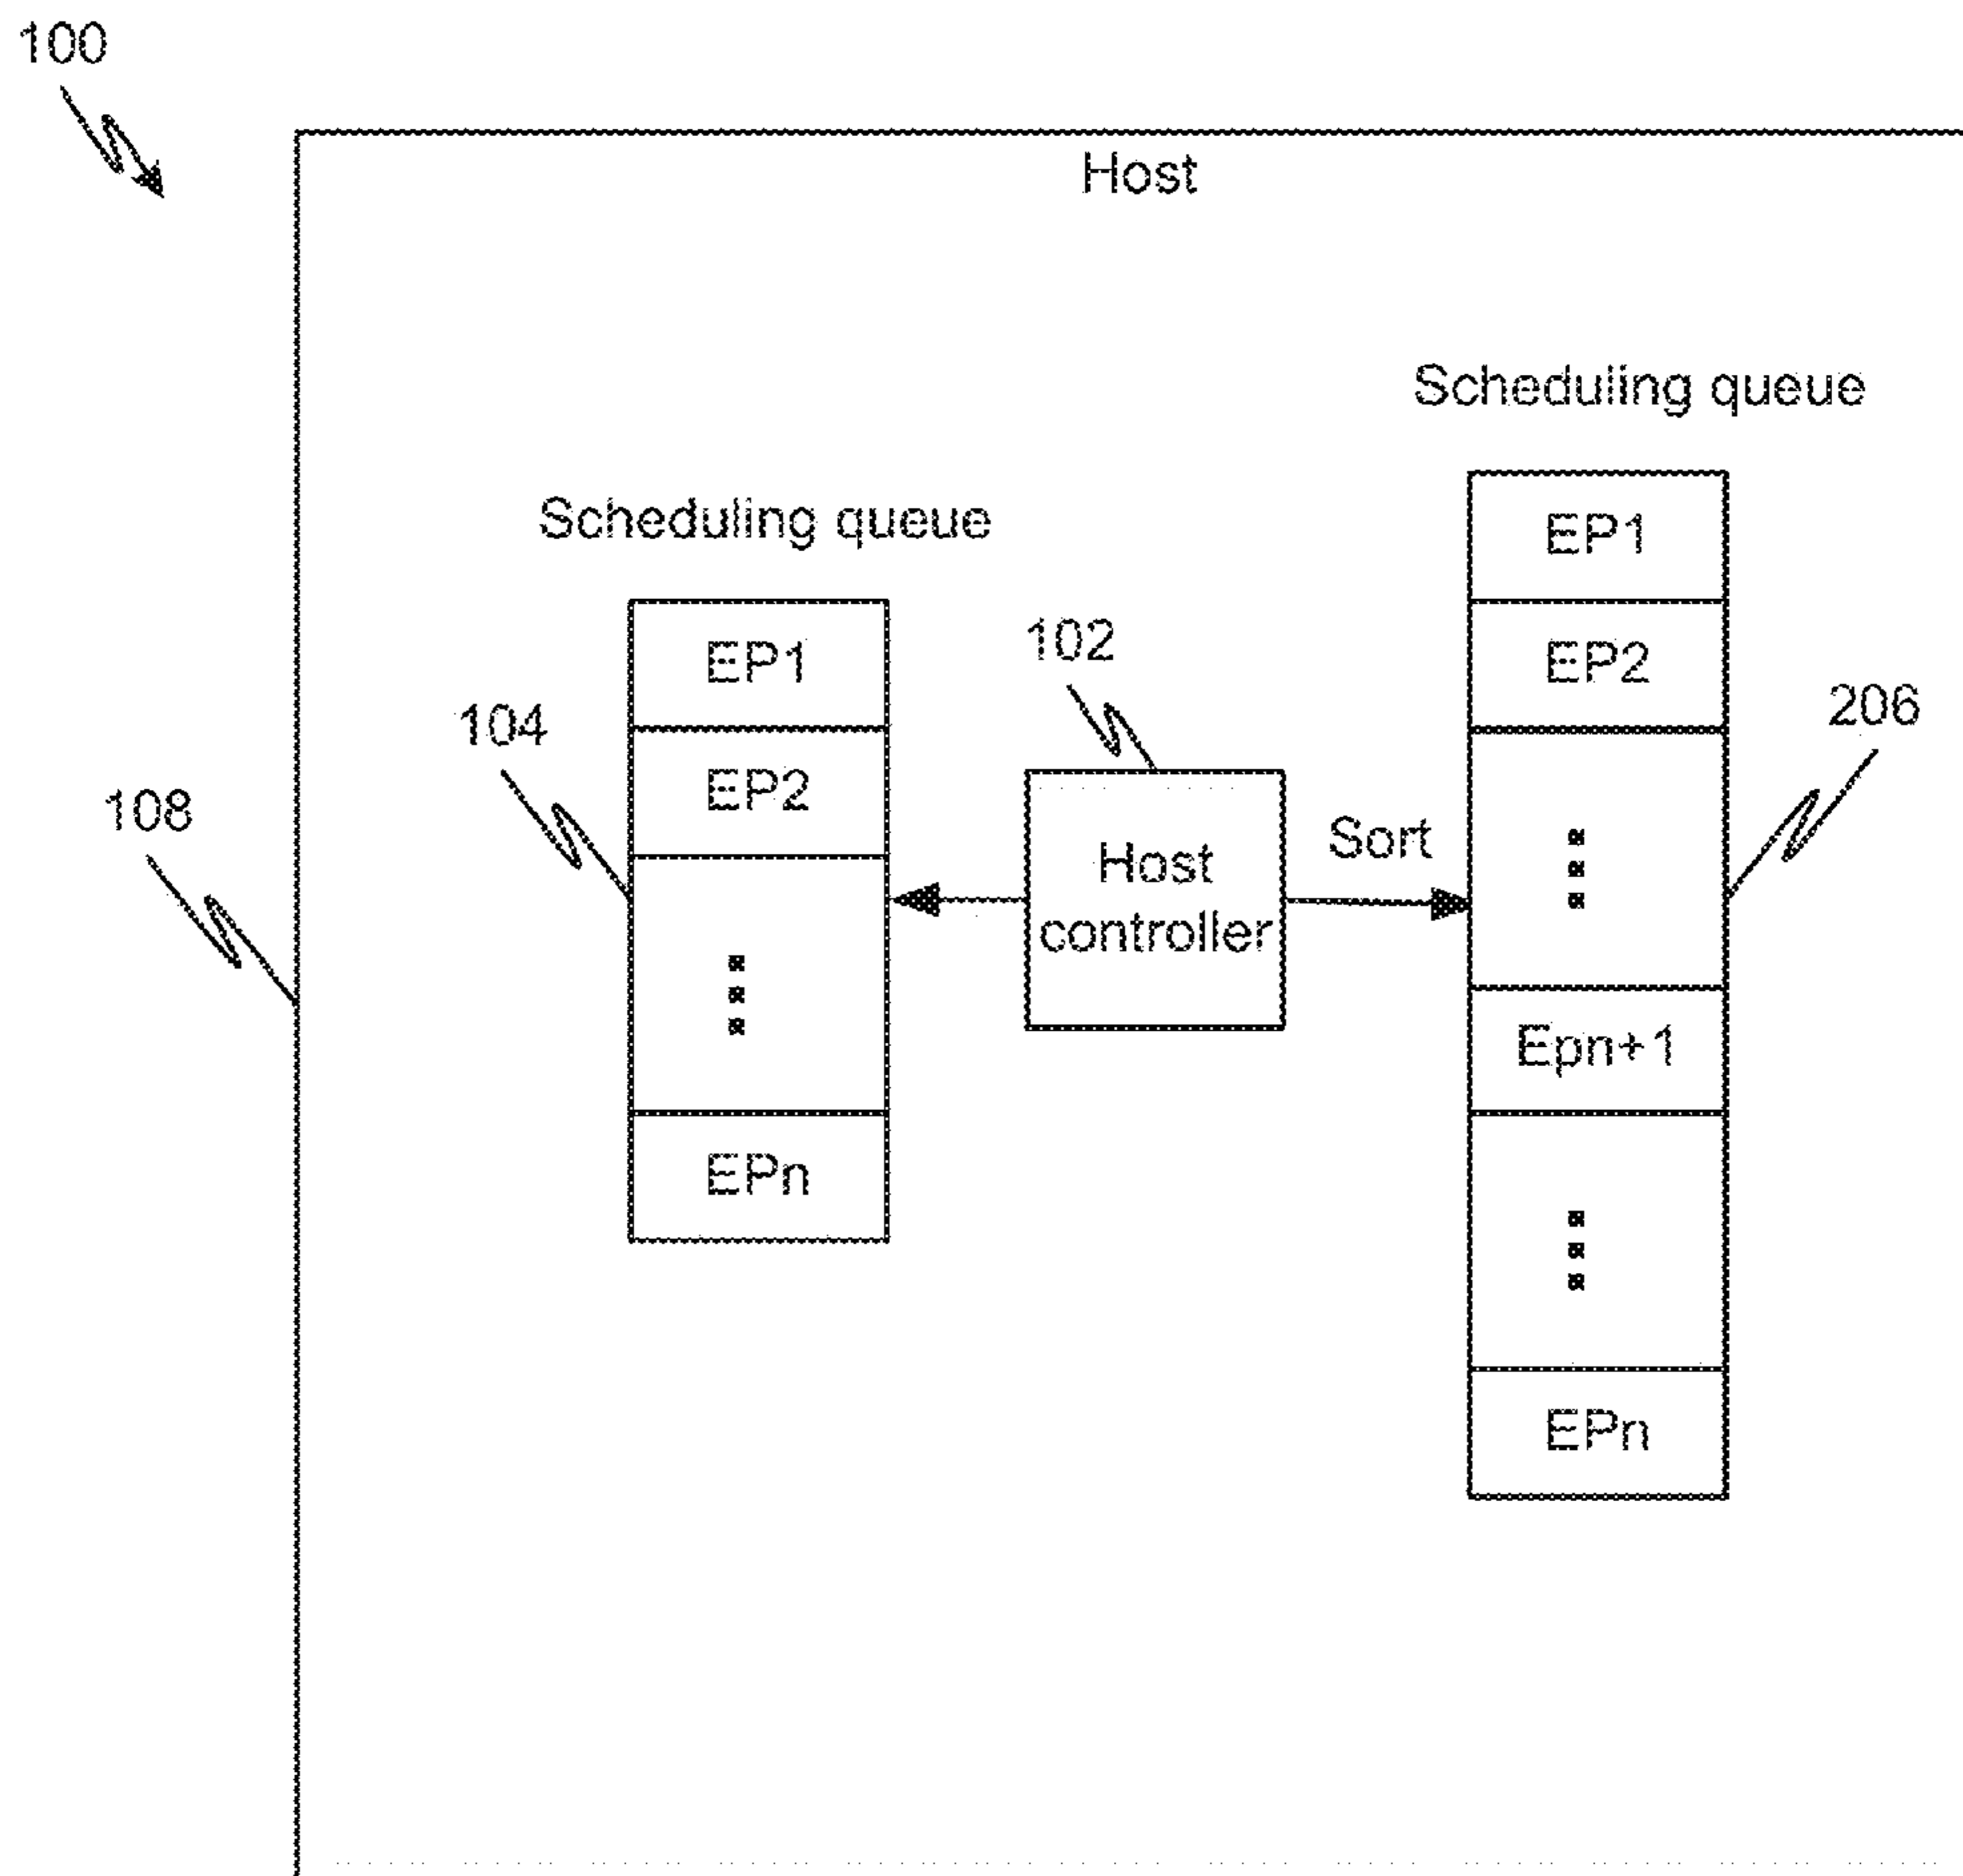 100
Host
Scheduling queue
Scheduling queue
EP1
EP2
EPn
104
108
102
Host
controller
Sort
EP1
EP2
Epn+1
EPn
206